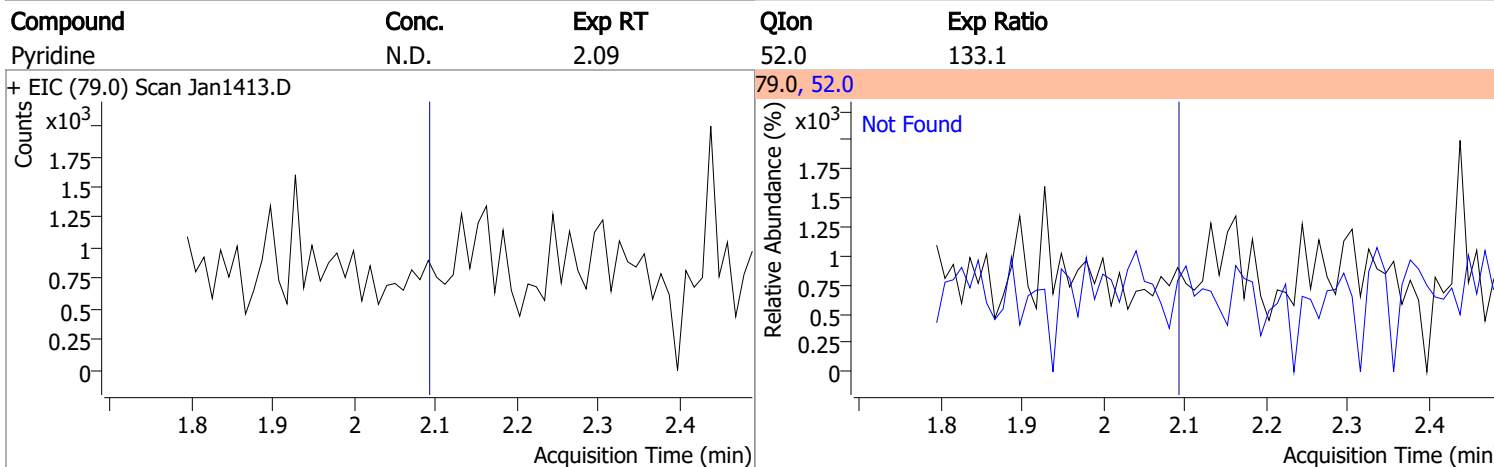 Compound Conc. Exp RT QIon Exp Ratio
Pyridine N.D. 2.09 52.0 133.1
+ EIC (79.0) Scan Jan1413.D
Counts
x10³
1.75
1.5
1.25
1
0.75
0.5
0.25
0
1.8 1.9 2 2.1 2.2 2.3 2.4
Acquisition Time (min)
79.0, 52.0
Relative Abundance (%)
x10³
Not Found
1.75
1.5
1.25
1
0.75
0.5
0.25
0
1.8 1.9 2 2.1 2.2 2.3 2.4
Acquisition Time (min